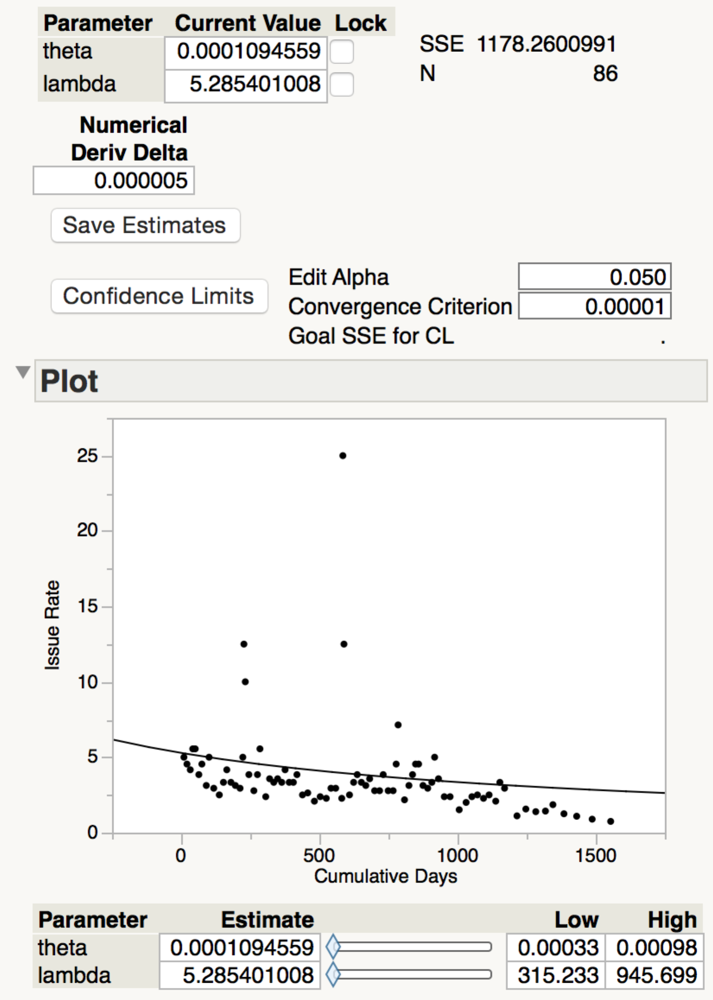 Parameter Current Value Lock
theta 0.0001094559
lambda 5.285401008
SSE 1178.2600991
N 86
Numerical
Deriv Delta
0.000005
Save Estimates
Confidence Limits
Edit Alpha 0.050
Convergence Criterion 0.00001
Goal SSE for CL .
Plot
25
20
15
10
5
0
Issue Rate
0 500 1000 1500
Cumulative Days
Parameter Estimate Low High
theta 0.0001094559 0.00033 0.00098
lambda 5.285401008 315.233 945.699